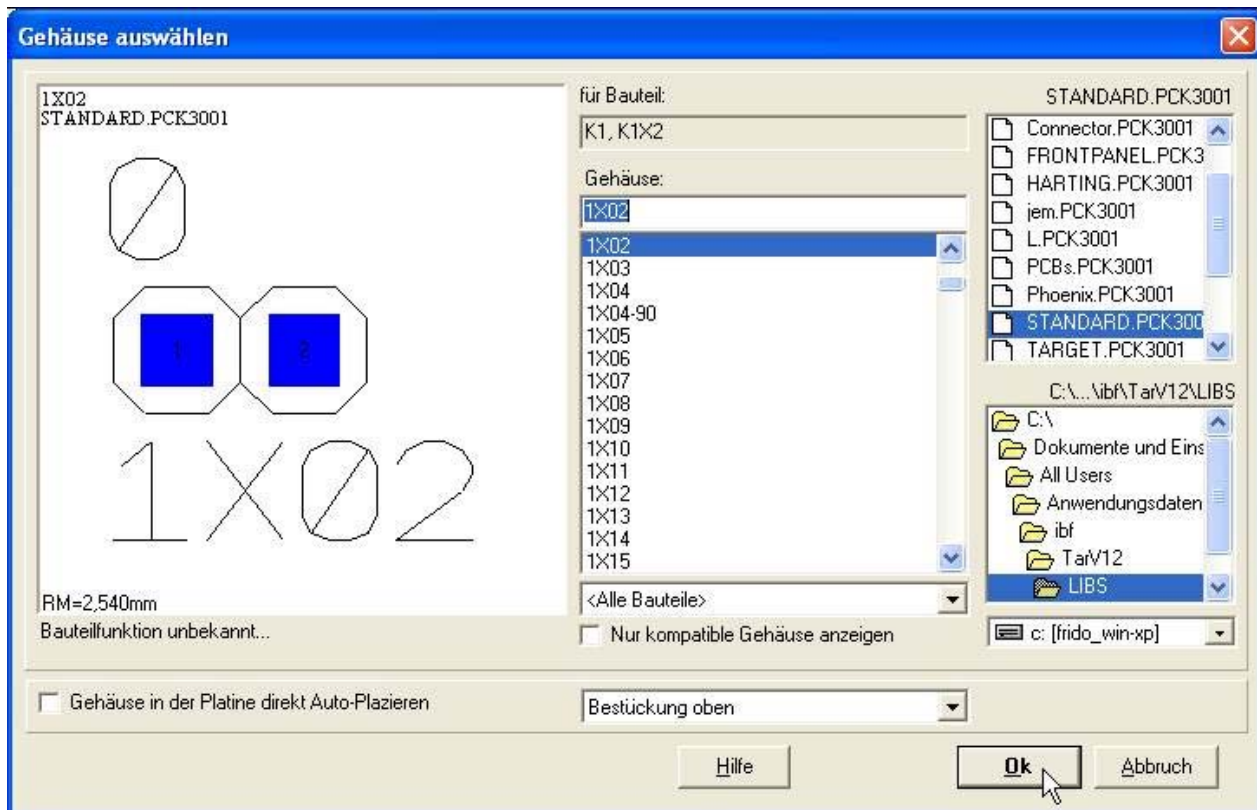 Gehäuse auswählen
1X02
STANDARD.PCK3001
0
1 2
1X02
RM=2,540mm
Bauteilfunktion unbekannt...
für Bauteil:
K1, K1X2
Gehäuse:
1X02
1X02
1X03
1X04
1X04-90
1X05
1X06
1X07
1X08
1X09
1X10
1X11
1X12
1X13
1X14
1X15
<Alle Bauteile>
Nur kompatible Gehäuse anzeigen
STANDARD.PCK3001
Connector.PCK3001
FRONTPANEL.PCK3
HARTING.PCK3001
jem.PCK3001
L.PCK3001
PCBs.PCK3001
Phoenix.PCK3001
STANDARD.PCK300
TARGET.PCK3001
C:\...\ibf\TarV12\LIBS
C:\
Dokumente und Eins
All Users
Anwendungsdaten
ibf
TarV12
LIBS
c: [frido_win-xp]
Gehäuse in der Platine direkt Auto-Plazieren
Bestückung oben
Hilfe
Ok
Abbruch